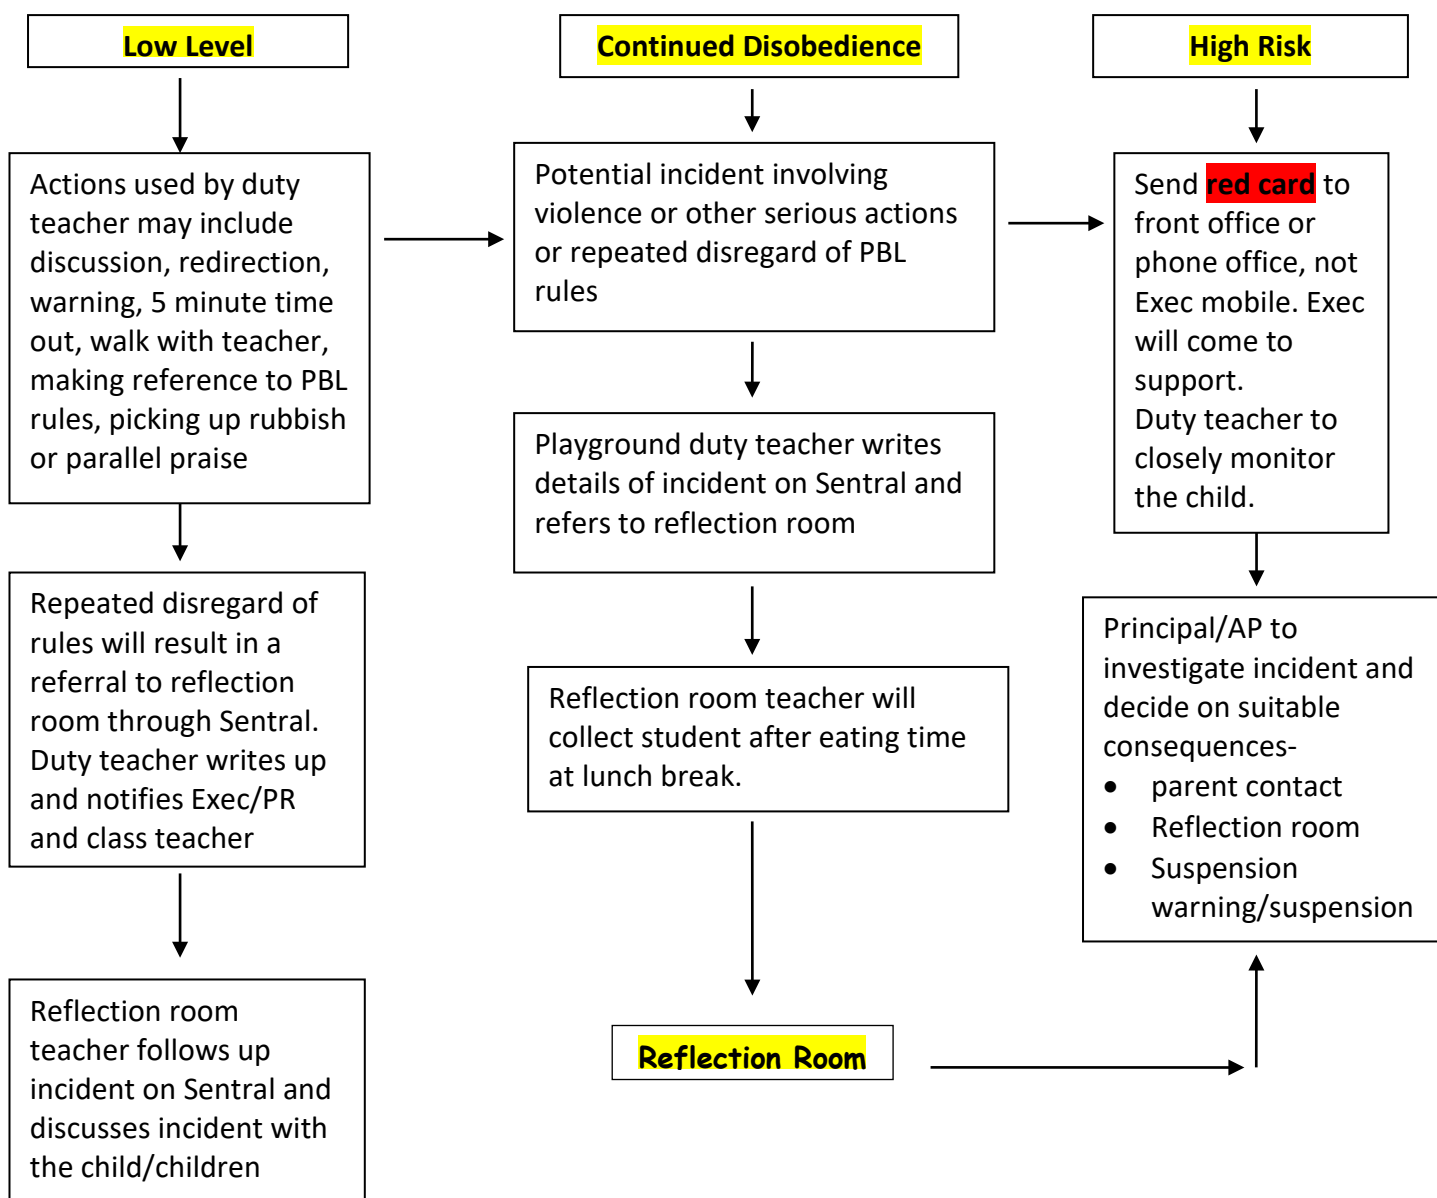 Low Level
Actions used by duty
teacher may include
discussion, redirection,
warning, 5 minute time
out, walk with teacher,
making reference to PBL
rules, picking up rubbish
or parallel praise
Repeated disregard of
rules will result in a
referral to reflection
room through Sentral.
Duty teacher writes up
and notifies Exec/PR
and class teacher
Reflection room
teacher follows up
incident on Sentral and
discusses incident with
the child/children
Continued Disobedience
Potential incident involving
violence or other serious actions
or repeated disregard of PBL
rules
Playground duty teacher writes
details of incident on Sentral and
refers to reflection room
Reflection room teacher will
collect student after eating time
at lunch break.
Reflection Room
High Risk
Send red card to
front office or
phone office, not
Exec mobile. Exec
will come to
support.
Duty teacher to
closely monitor
the child.
Principal/AP to
investigate incident and
decide on suitable
consequences-
• parent contact
• Reflection room
• Suspension
warning/suspension